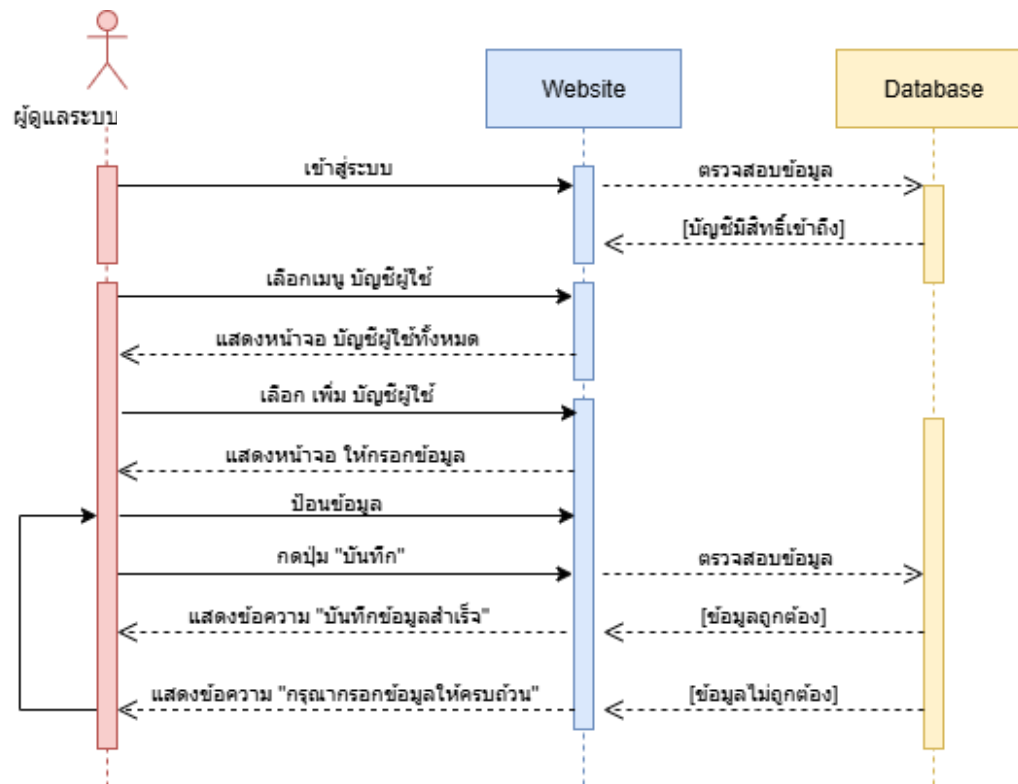 Website
Database
ผู้ดูแลระบบ
เข้าสู่ระบบ
ตรวจสอบข้อมูล
[บัญชีมีสิทธิ์เข้าถึง]
เลือกเมนู บัญชีผู้ใช้
แสดงหน้าจอ บัญชีผู้ใช้ทั้งหมด
เลือก เพิ่ม บัญชีผู้ใช้
แสดงหน้าจอ ให้กรอกข้อมูล
ป้อนข้อมูล
กดปุ่ม "บันทึก"
ตรวจสอบข้อมูล
แสดงข้อความ "บันทึกข้อมูลสำเร็จ"
[ข้อมูลถูกต้อง]
แสดงข้อความ "กรุณากรอกข้อมูลให้ครบถ้วน"
[ข้อมูลไม่ถูกต้อง]